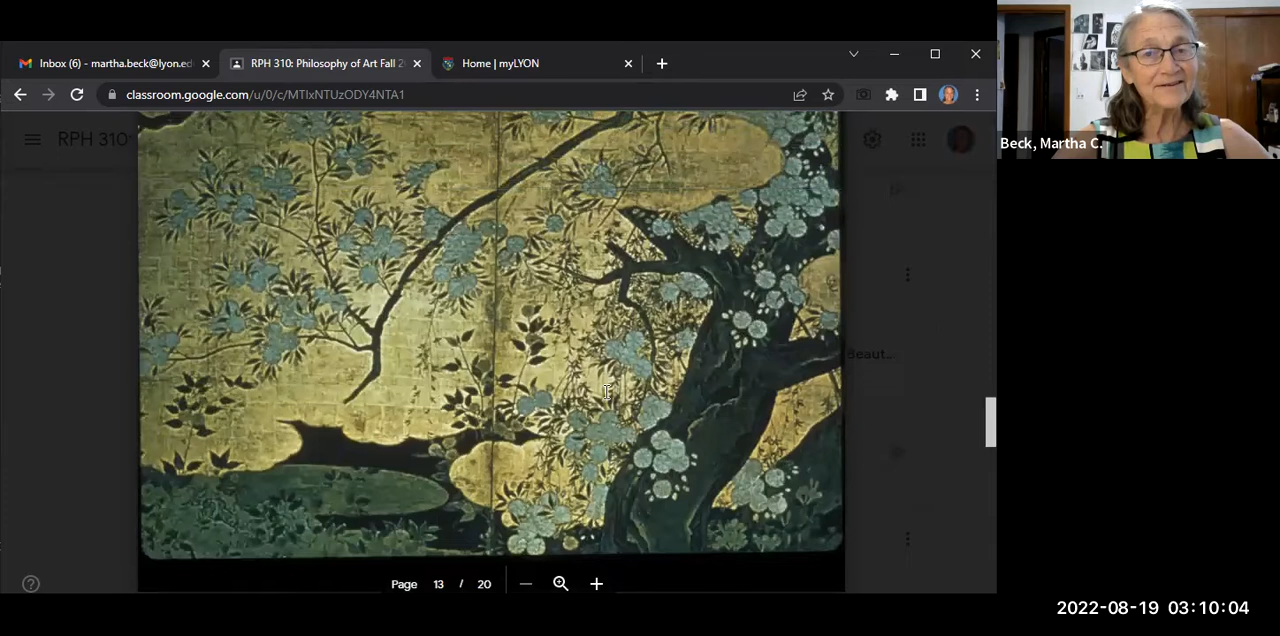 Inbox (6) - martha.beck@lyon.ed
RPH 310: Philosophy of Art Fall 2
Home | myLYON
classroom.google.com/u/0/c/MTIxNTUzODY4NTA1
RPH 310:
Beck, Martha C.
Beaut...
Page 13 / 20
2022-08-19 03:10:04